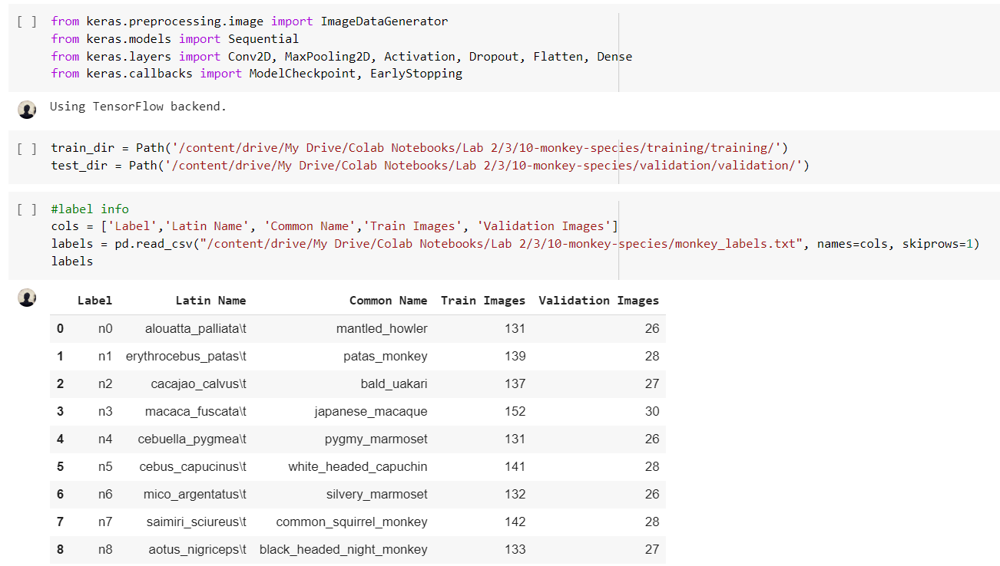 [ ] from keras.preprocessing.image import ImageDataGenerator
from keras.models import Sequential
from keras.layers import Conv2D, MaxPooling2D, Activation, Dropout, Flatten, Dense
from keras.callbacks import ModelCheckpoint, EarlyStopping
Using TensorFlow backend.
[ ] train_dir = Path('/content/drive/My Drive/Colab Notebooks/Lab 2/3/10-monkey-species/training/training/')
test_dir = Path('/content/drive/My Drive/Colab Notebooks/Lab 2/3/10-monkey-species/validation/validation/')
[ ] #label info
cols = ['Label','Latin Name', 'Common Name','Train Images', 'Validation Images']
labels = pd.read_csv("/content/drive/My Drive/Colab Notebooks/Lab 2/3/10-monkey-species/monkey_labels.txt", names=cols, skiprows=1)
labels
Label Latin Name Common Name Train Images Validation Images
0 n0 alouatta_palliata\t mantled_howler 131 26
1 n1 erythrocebus_patas\t patas_monkey 139 28
2 n2 cacajao_calvus\t bald_uakari 137 27
3 n3 macaca_fuscata\t japanese_macaque 152 30
4 n4 cebuella_pygmea\t pygmy_marmoset 131 26
5 n5 cebus_capucinus\t white_headed_capuchin 141 28
6 n6 mico_argentatus\t silvery_marmoset 132 26
7 n7 saimiri_sciureus\t common_squirrel_monkey 142 28
8 n8 aotus_nigriceps\t black_headed_night_monkey 133 27